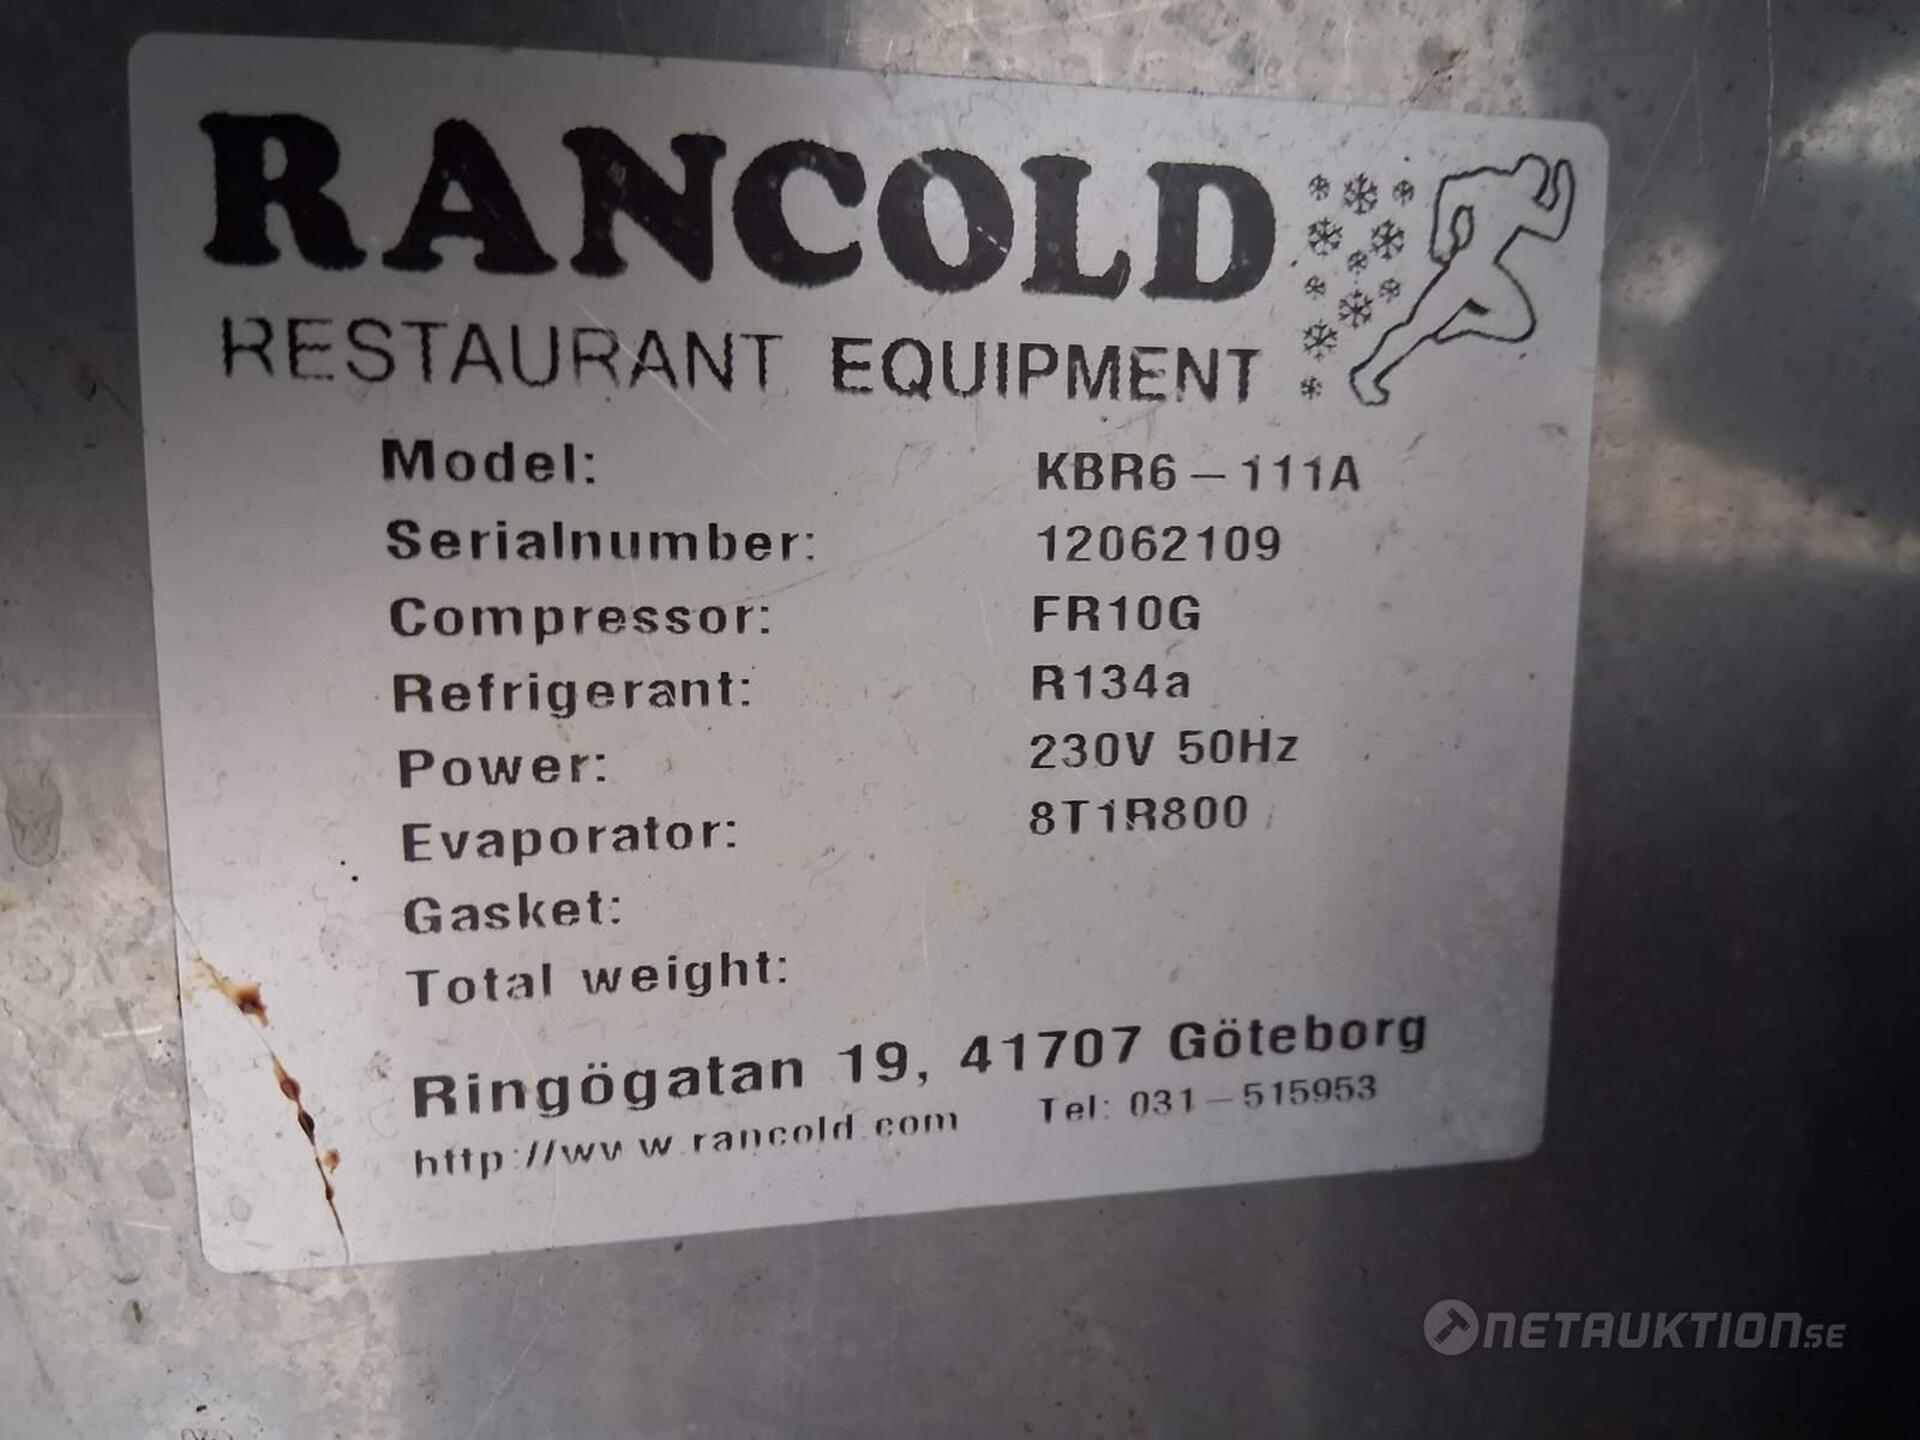 RANCOLD
RESTAURANT EQUIPMENT
Model: KBR6-111A
Serialnumber: 12062109
Compressor: FR10G
Refrigerant: R134a
Power: 230V 50Hz
Evaporator: 8T1R800
Gasket:
Total weight:
Ringögatan 19, 41707 Göteborg
http://www.rancold.com Tel: 031-515953
NETAUKTION.SE